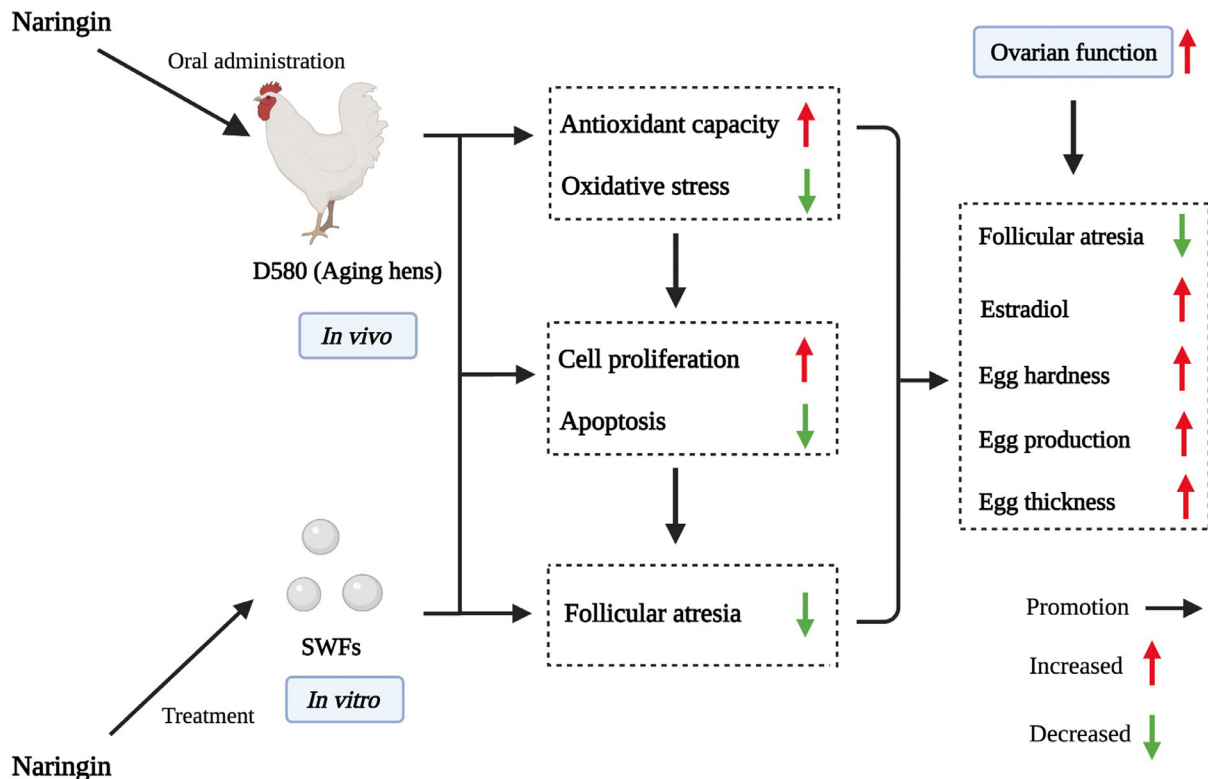 Naringin
Oral administration
D580 (Aging hens)
In vivo
SWFs
In vitro
Treatment
Naringin
Antioxidant capacity
Oxidative stress
Cell proliferation
Apoptosis
Follicular atresia
Ovarian function
Follicular atresia
Estradiol
Egg hardness
Egg production
Egg thickness
Promotion
Increased
Decreased